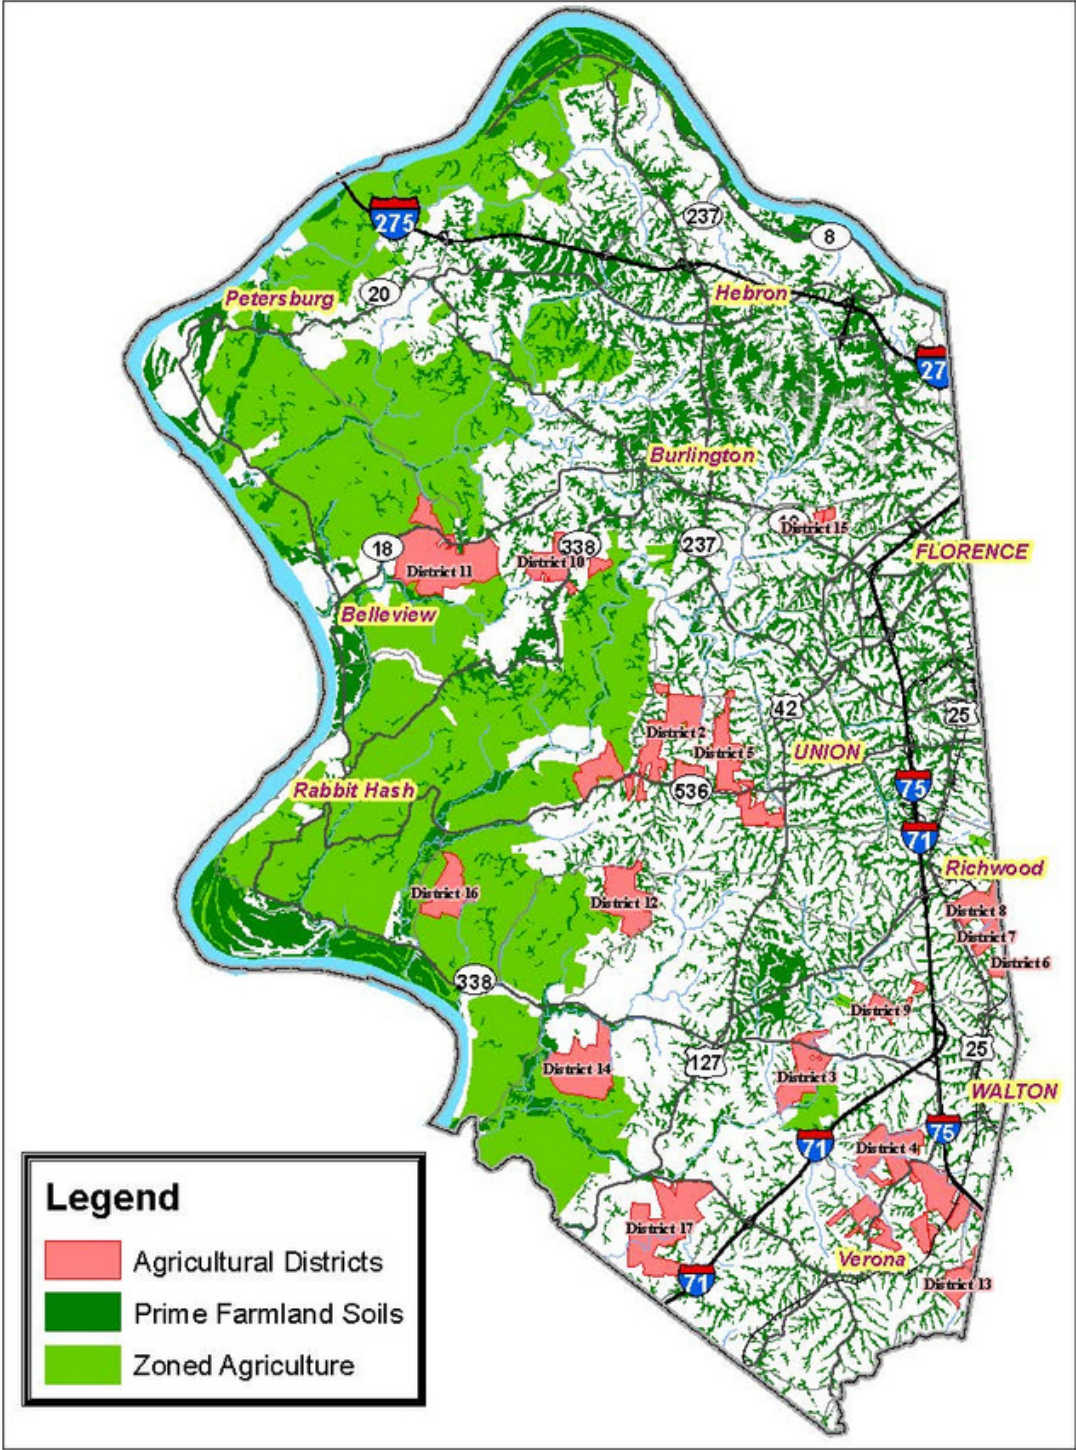 237
8
275
20
Petersburg
Hebron
27
Burlington
District 15
18
338
237
FLORENCE
District 10
District 11
Belleview
42
25
District 2
District 5
UNION
75
Rabbit Hash
536
71
Richwood
District 16
District 12
District 8
District 7
District 6
338
District 9
25
127
District 14
District 3
WALTON
75
71
District 4
District 17
Verona
71
District 13
Legend
Agricultural Districts
Prime Farmland Soils
Zoned Agriculture